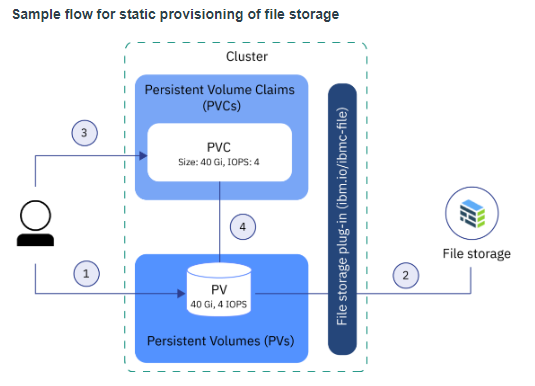 Sample flow for static provisioning of file storage
Cluster
Persistent Volume Claims
(PVCs)
3
PVC
Size: 40 Gi, IOPS: 4
File storage plug-in (ibm.io/ibmc-file)
4
File storage
1
PV
40 Gi, 4 IOPS
2
Persistent Volumes (PVs)